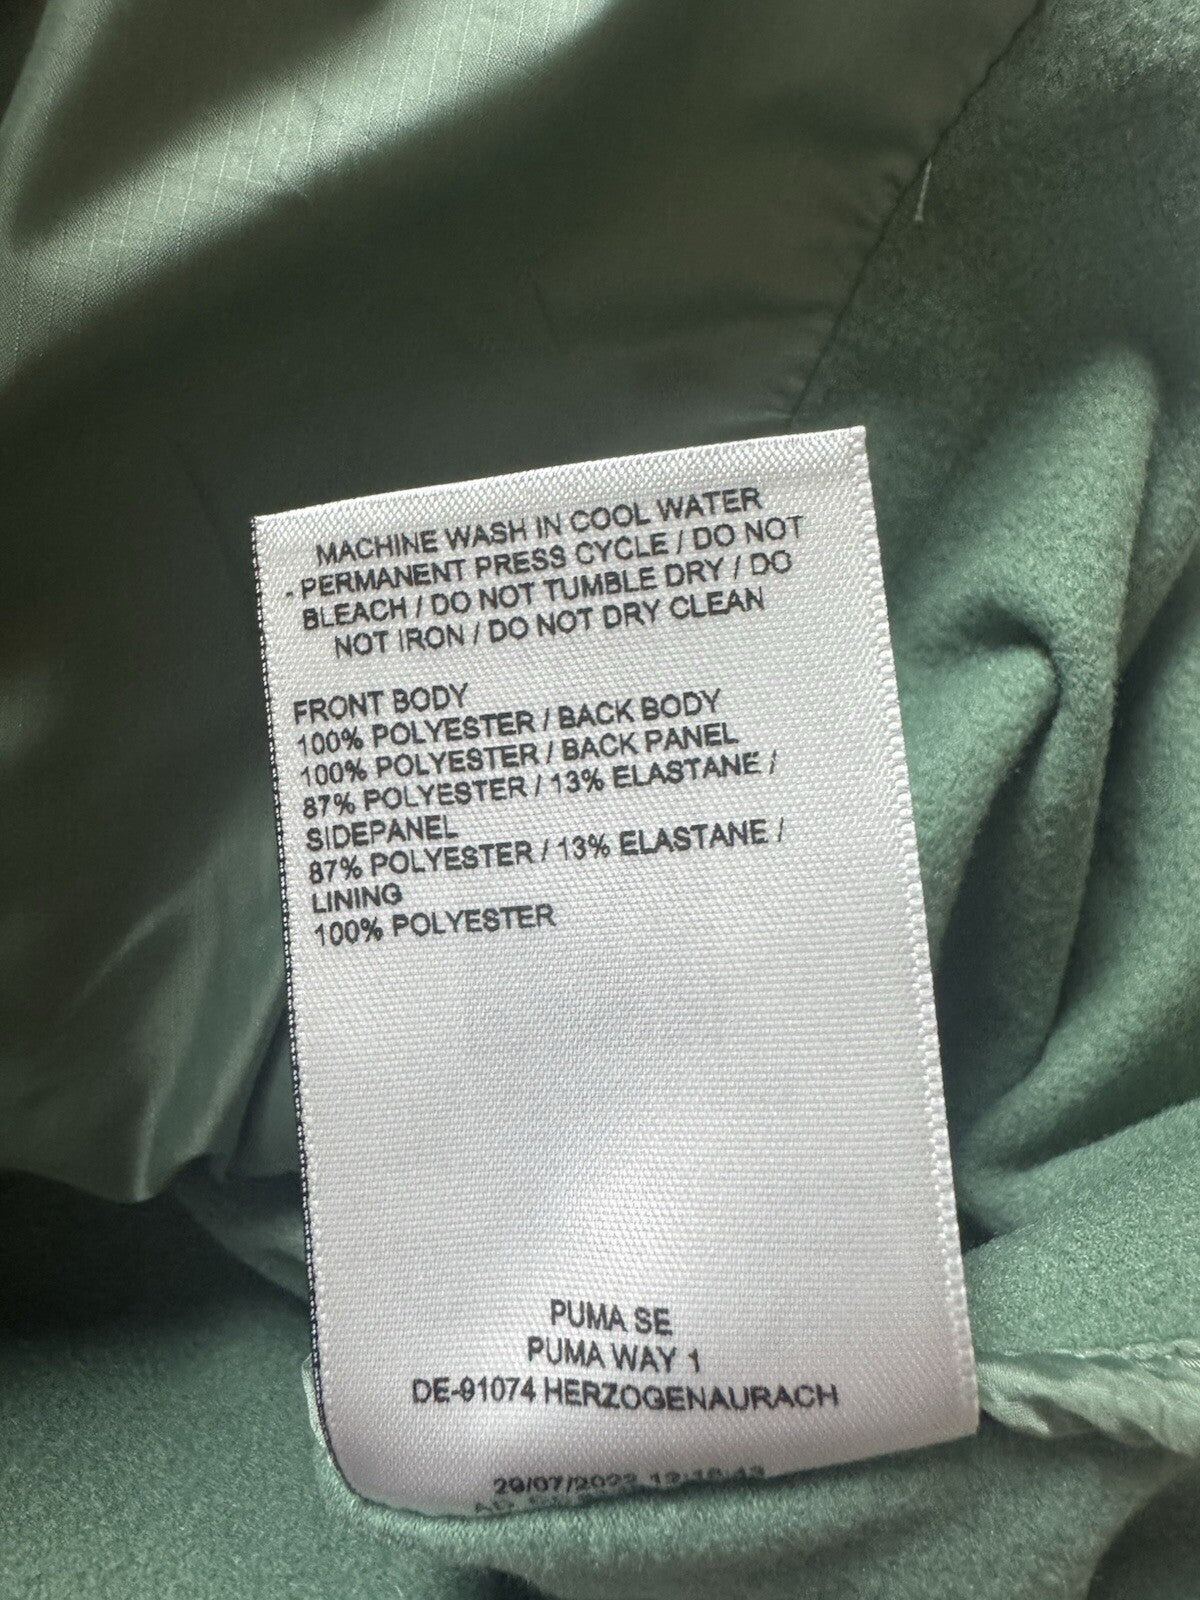 MACHINE WASH IN COOL WATER
- PERMANENT PRESS CYCLE / DO NOT
BLEACH / DO NOT TUMBLE DRY / DO
NOT IRON / DO NOT DRY CLEAN
FRONT BODY
100% POLYESTER / BACK BODY
100% POLYESTER / BACK PANEL
87% POLYESTER / 13% ELASTANE /
SIDEPANEL
87% POLYESTER / 13% ELASTANE /
LINING
100% POLYESTER
PUMA SE
PUMA WAY 1
DE-91074 HERZOGENAURACH